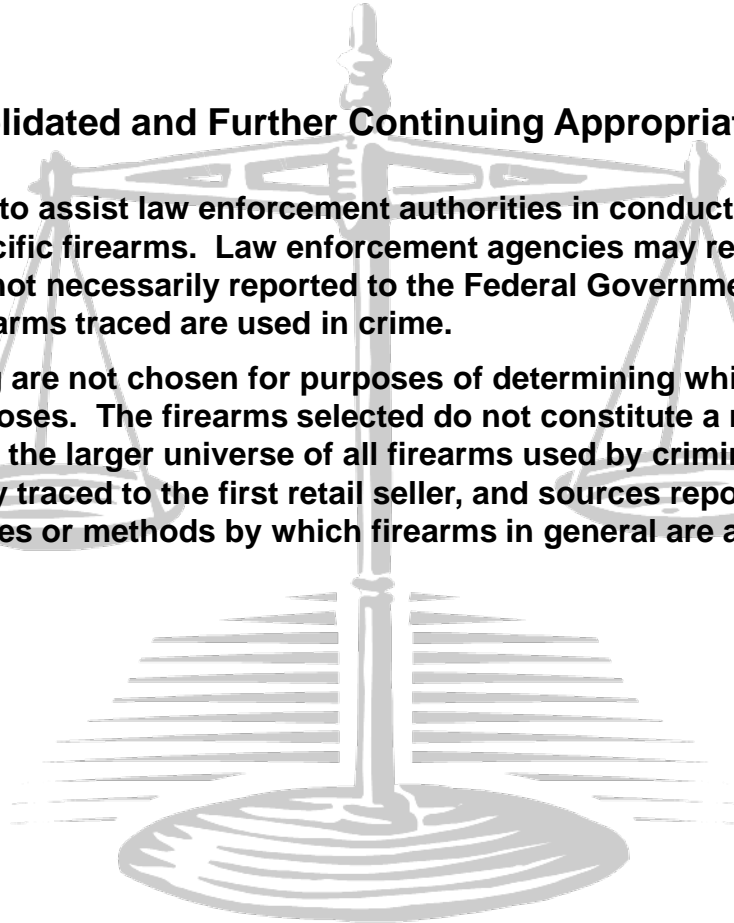 lidated and Further Continuing Appropriat
to assist law enforcement authorities in conduct
cific firearms. Law enforcement agencies may re
not necessarily reported to the Federal Governme
arms traced are used in crime.
g are not chosen for purposes of determining whi
oses. The firearms selected do not constitute a r
the larger universe of all firearms used by crimin
y traced to the first retail seller, and sources repo
es or methods by which firearms in general are a